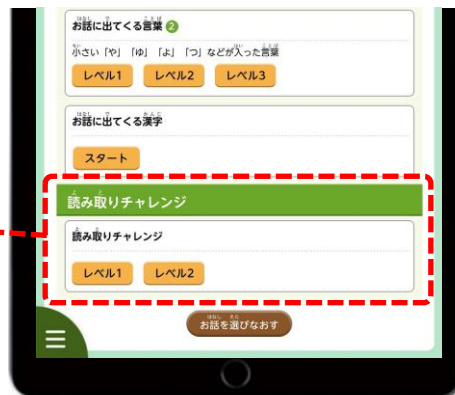 お話に出てくる言葉 2
小さい「や」「ゆ」「よ」「つ」などが入った言葉
レベル1 レベル2 レベル3
お話に出てくる漢字
スタート
読み取りチャレンジ
読み取りチャレンジ
レベル1 レベル2
お話を選びなおす